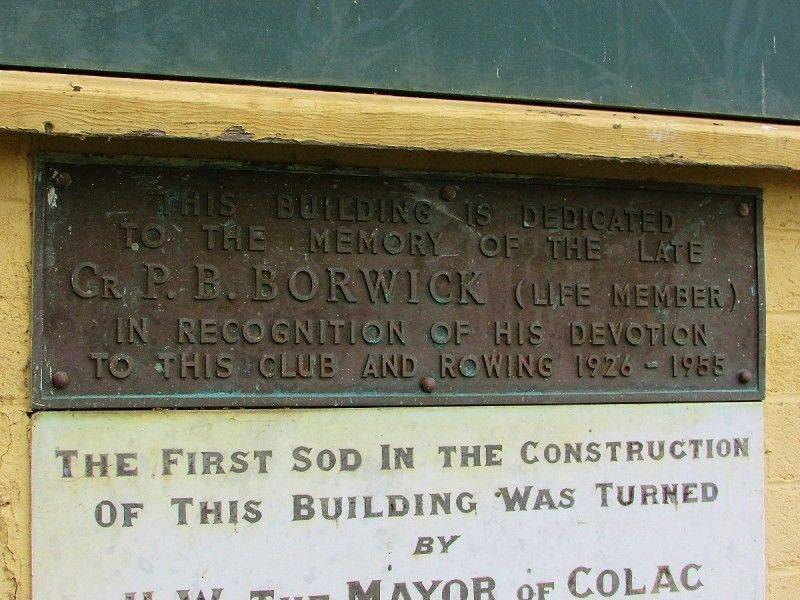 THIS BUILDING IS DEDICATED
TO THE MEMORY OF THE LATE
CR P. B. BORWICK (LIFE MEMBER)
IN RECOGNITION OF HIS DEVOTION
TO THIS CLUB AND ROWING 1926 - 1955
THE FIRST SOD IN THE CONSTRUCTION
OF THIS BUILDING WAS TURNED
BY
THE MAYOR OF COLAC